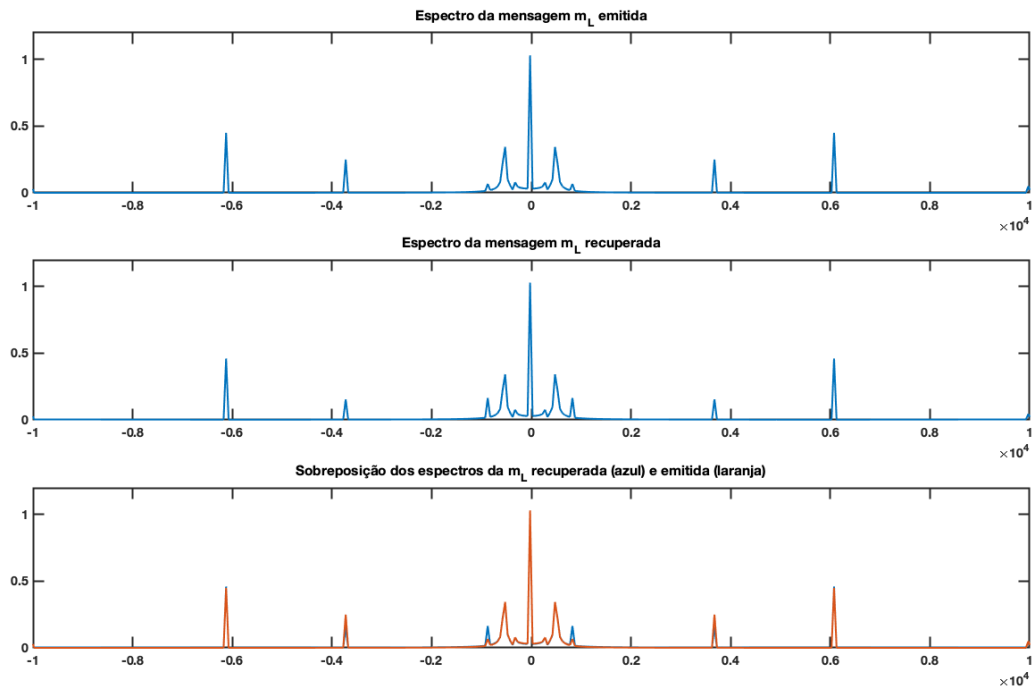 Espectro da mensagem m_L emitida
1
0.5
0
-1 -0.8 -0.6 -0.4 -0.2 0 0.2 0.4 0.6 0.8 1
×10^4
Espectro da mensagem m_L recuperada
1
0.5
0
-1 -0.8 -0.6 -0.4 -0.2 0 0.2 0.4 0.6 0.8 1
×10^4
Sobreposição dos espectros da m_L recuperada (azul) e emitida (laranja)
1
0.5
0
-1 -0.8 -0.6 -0.4 -0.2 0 0.2 0.4 0.6 0.8 1
×10^4